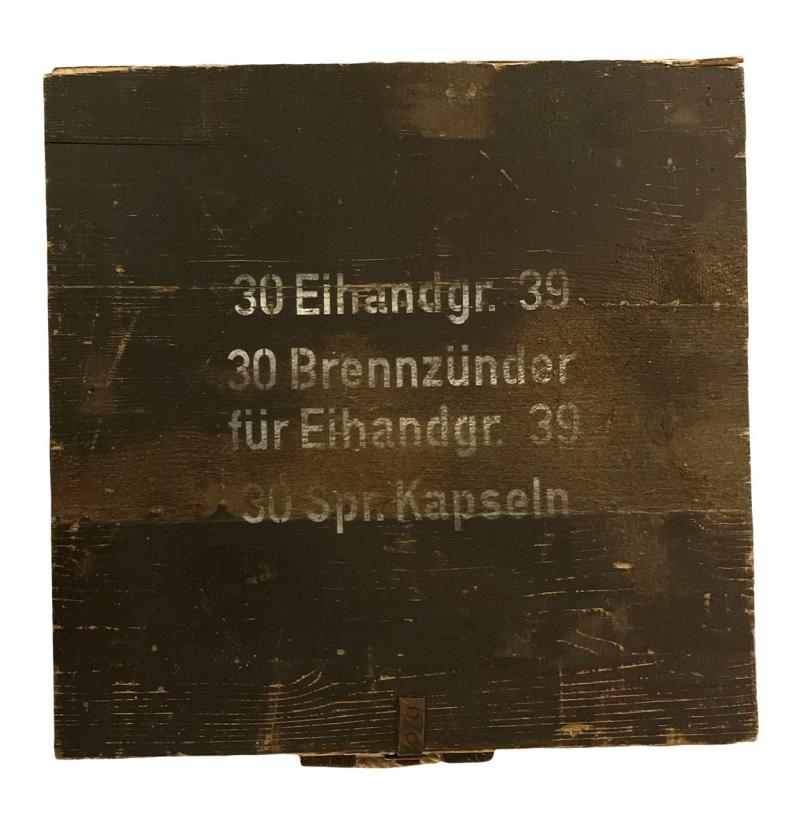 30 Eihandgr. 39
30 Brennzünder
für Eihandgr. 39
30 Spr. Kapseln